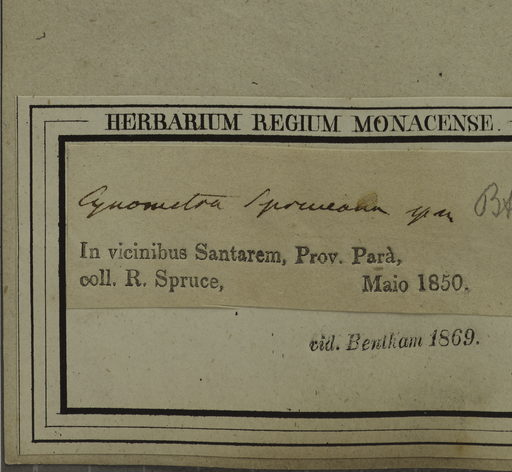 HERBARIUM REGIUM MONACENSE.
Cynometra Spruceana
In vicinibus Santarem, Prov. Parà,
coll. R. Spruce, Maio 1850.
vid. Bentham 1869.